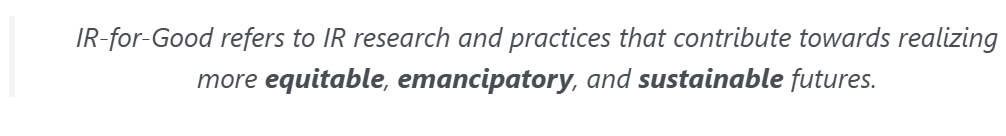 IR-for-Good refers to IR research and practices that contribute towards realizing
more equitable, emancipatory, and sustainable futures.